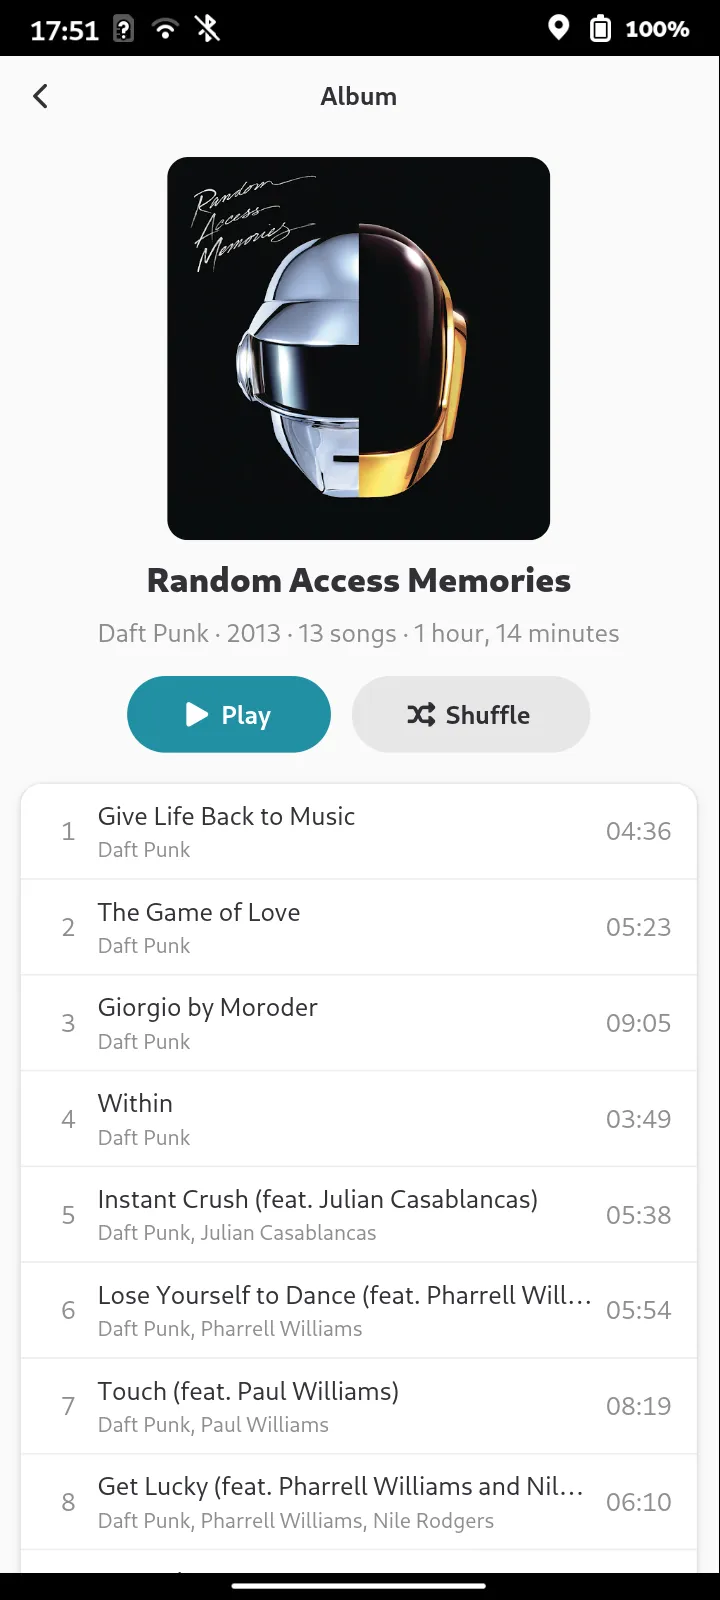 17:51
100%
Album
Random
Access
Memories
Random Access Memories
Daft Punk · 2013 · 13 songs · 1 hour, 14 minutes
Play
Shuffle
1
Give Life Back to Music
Daft Punk
04:36
2
The Game of Love
Daft Punk
05:23
3
Giorgio by Moroder
Daft Punk
09:05
4
Within
Daft Punk
03:49
5
Instant Crush (feat. Julian Casablancas)
Daft Punk, Julian Casablancas
05:38
6
Lose Yourself to Dance (feat. Pharrell Will...
Daft Punk, Pharrell Williams
05:54
7
Touch (feat. Paul Williams)
Daft Punk, Paul Williams
08:19
8
Get Lucky (feat. Pharrell Williams and Nil...
Daft Punk, Pharrell Williams, Nile Rodgers
06:10